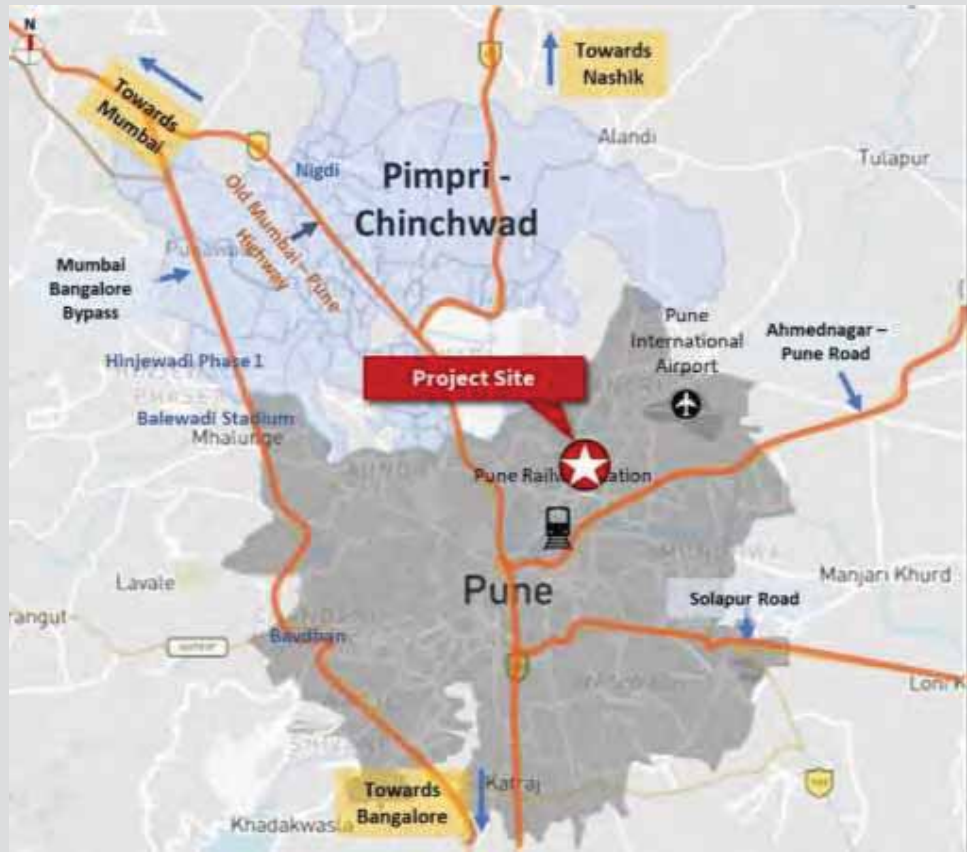 N
Towards
Nashik
Towards
Mumbai
Alandi
Tulapur
Nigdi
Pimpri -
Chinchwad
Old Mumbai – Pune
Highway
Mumbai
Bangalore
Bypass
Pune
International
Airport
Ahmednagar –
Pune Road
Hinjewadi Phase 1
Project Site
Balewadi Stadium
Mhalunge
Pune Railway Station
Lavale
Pune
Manjari Khurd
Solapur Road
Bavdhan
Towards
Bangalore
Katraj
Khadakwasla